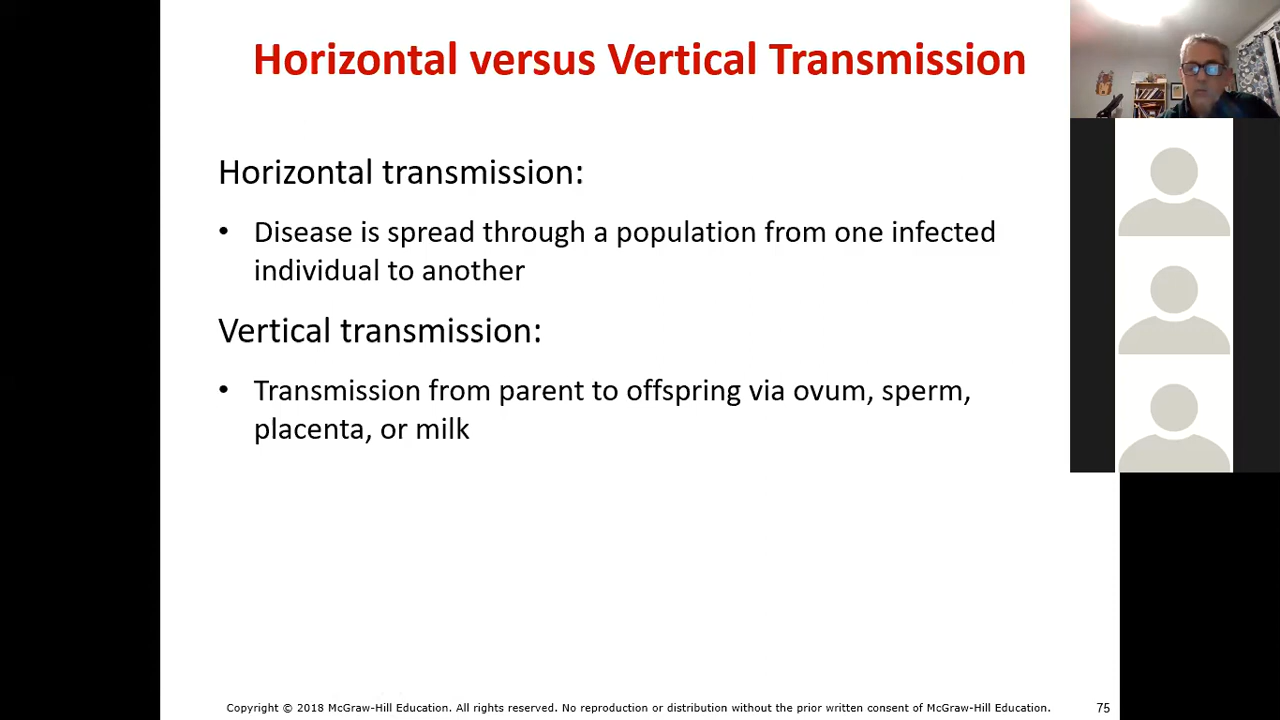 Horizontal versus Vertical Transmission
Horizontal transmission:
• Disease is spread through a population from one infected
individual to another
Vertical transmission:
• Transmission from parent to offspring via ovum, sperm,
placenta, or milk
Copyright © 2018 McGraw-Hill Education. All rights reserved. No reproduction or distribution without the prior written consent of McGraw-Hill Education.
75